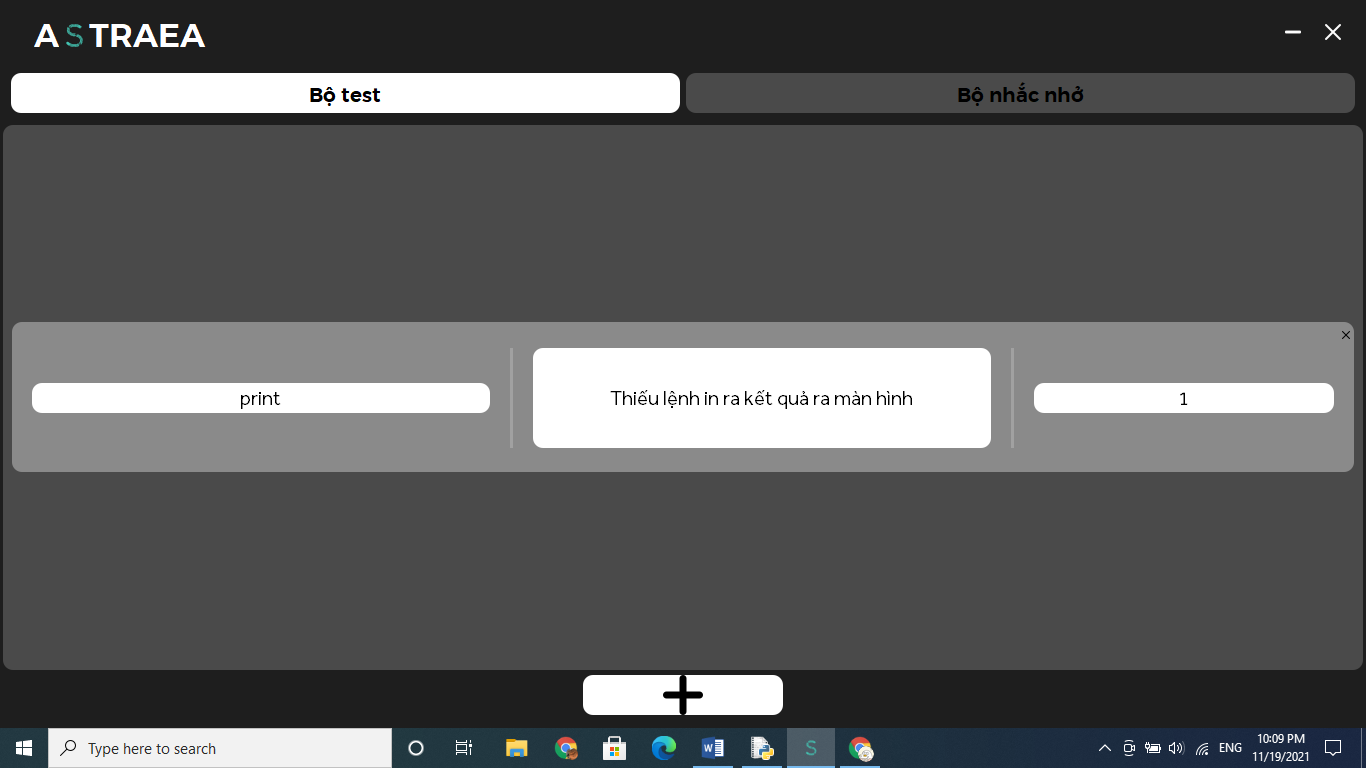 ASTRAEA
Bộ test
Bộ nhắc nhở
print
Thiếu lệnh in ra kết quả ra màn hình
1
Type here to search
ENG
10:09 PM
11/19/2021